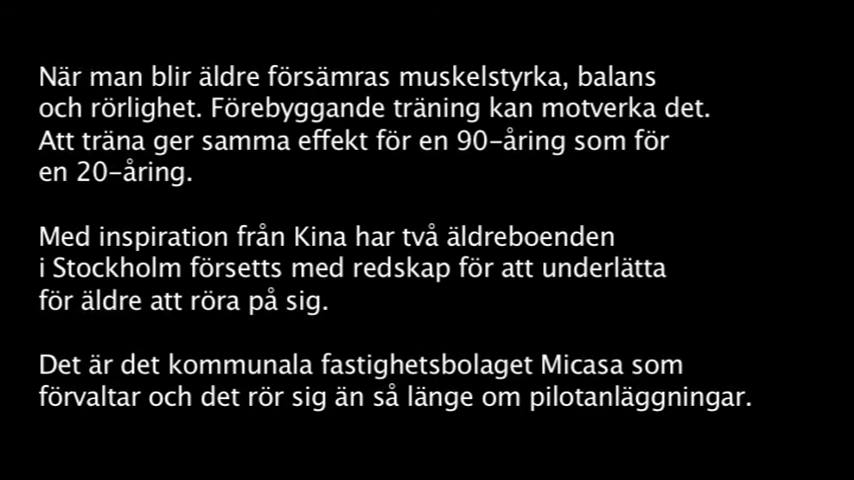 När man blir äldre försämras muskelstyrka, balans
och rörlighet. Förebyggande träning kan motverka det.
Att träna ger samma effekt för en 90-åring som för
en 20-åring.
Med inspiration från Kina har två äldreboenden
i Stockholm försetts med redskap för att underlätta
för äldre att röra på sig.
Det är det kommunala fastighetsbolaget Micasa som
förvaltar och det rör sig än så länge om pilotanläggningar.